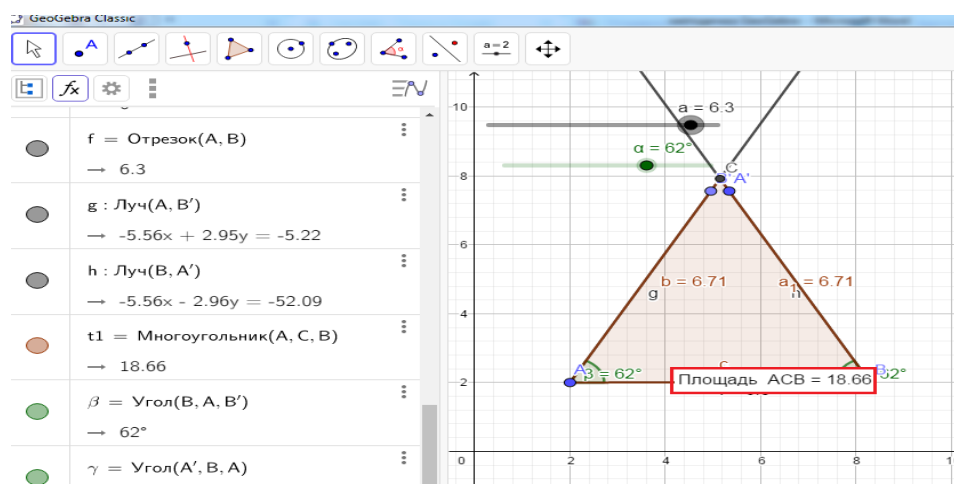 GeoGebra Classic
A
a=2
fx
f = Отрезок(A, B)
→ 6.3
g : Луч(A, B′)
→ -5.56x + 2.95y = -5.22
h : Луч(B, A′)
→ -5.56x - 2.96y = -52.09
t1 = Многоугольник(A, C, B)
→ 18.66
β = Угол(B, A, B′)
→ 62°
γ = Угол(A′, B, A)
10
a = 6.3
α = 62°
8
C
A'
6
b = 6.71
a₁ = 6.71
g
h
4
c
A
β = 62°
B
2
Площадь ACB = 18.66
0
2
4
6
8